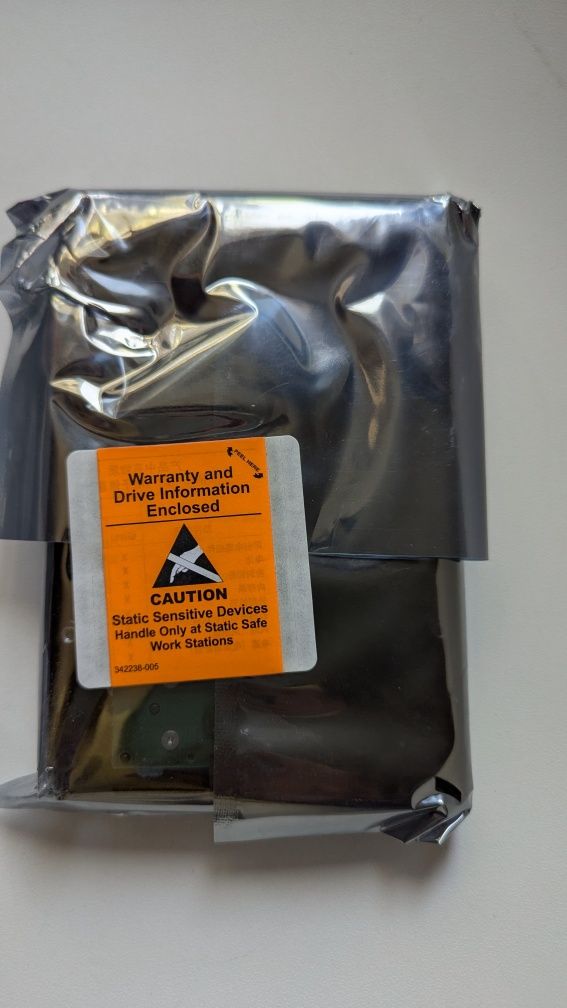 PEEL HERE
Warranty and
Drive Information
Enclosed
CAUTION
Static Sensitive Devices
Handle Only at Static Safe
Work Stations
342238-005